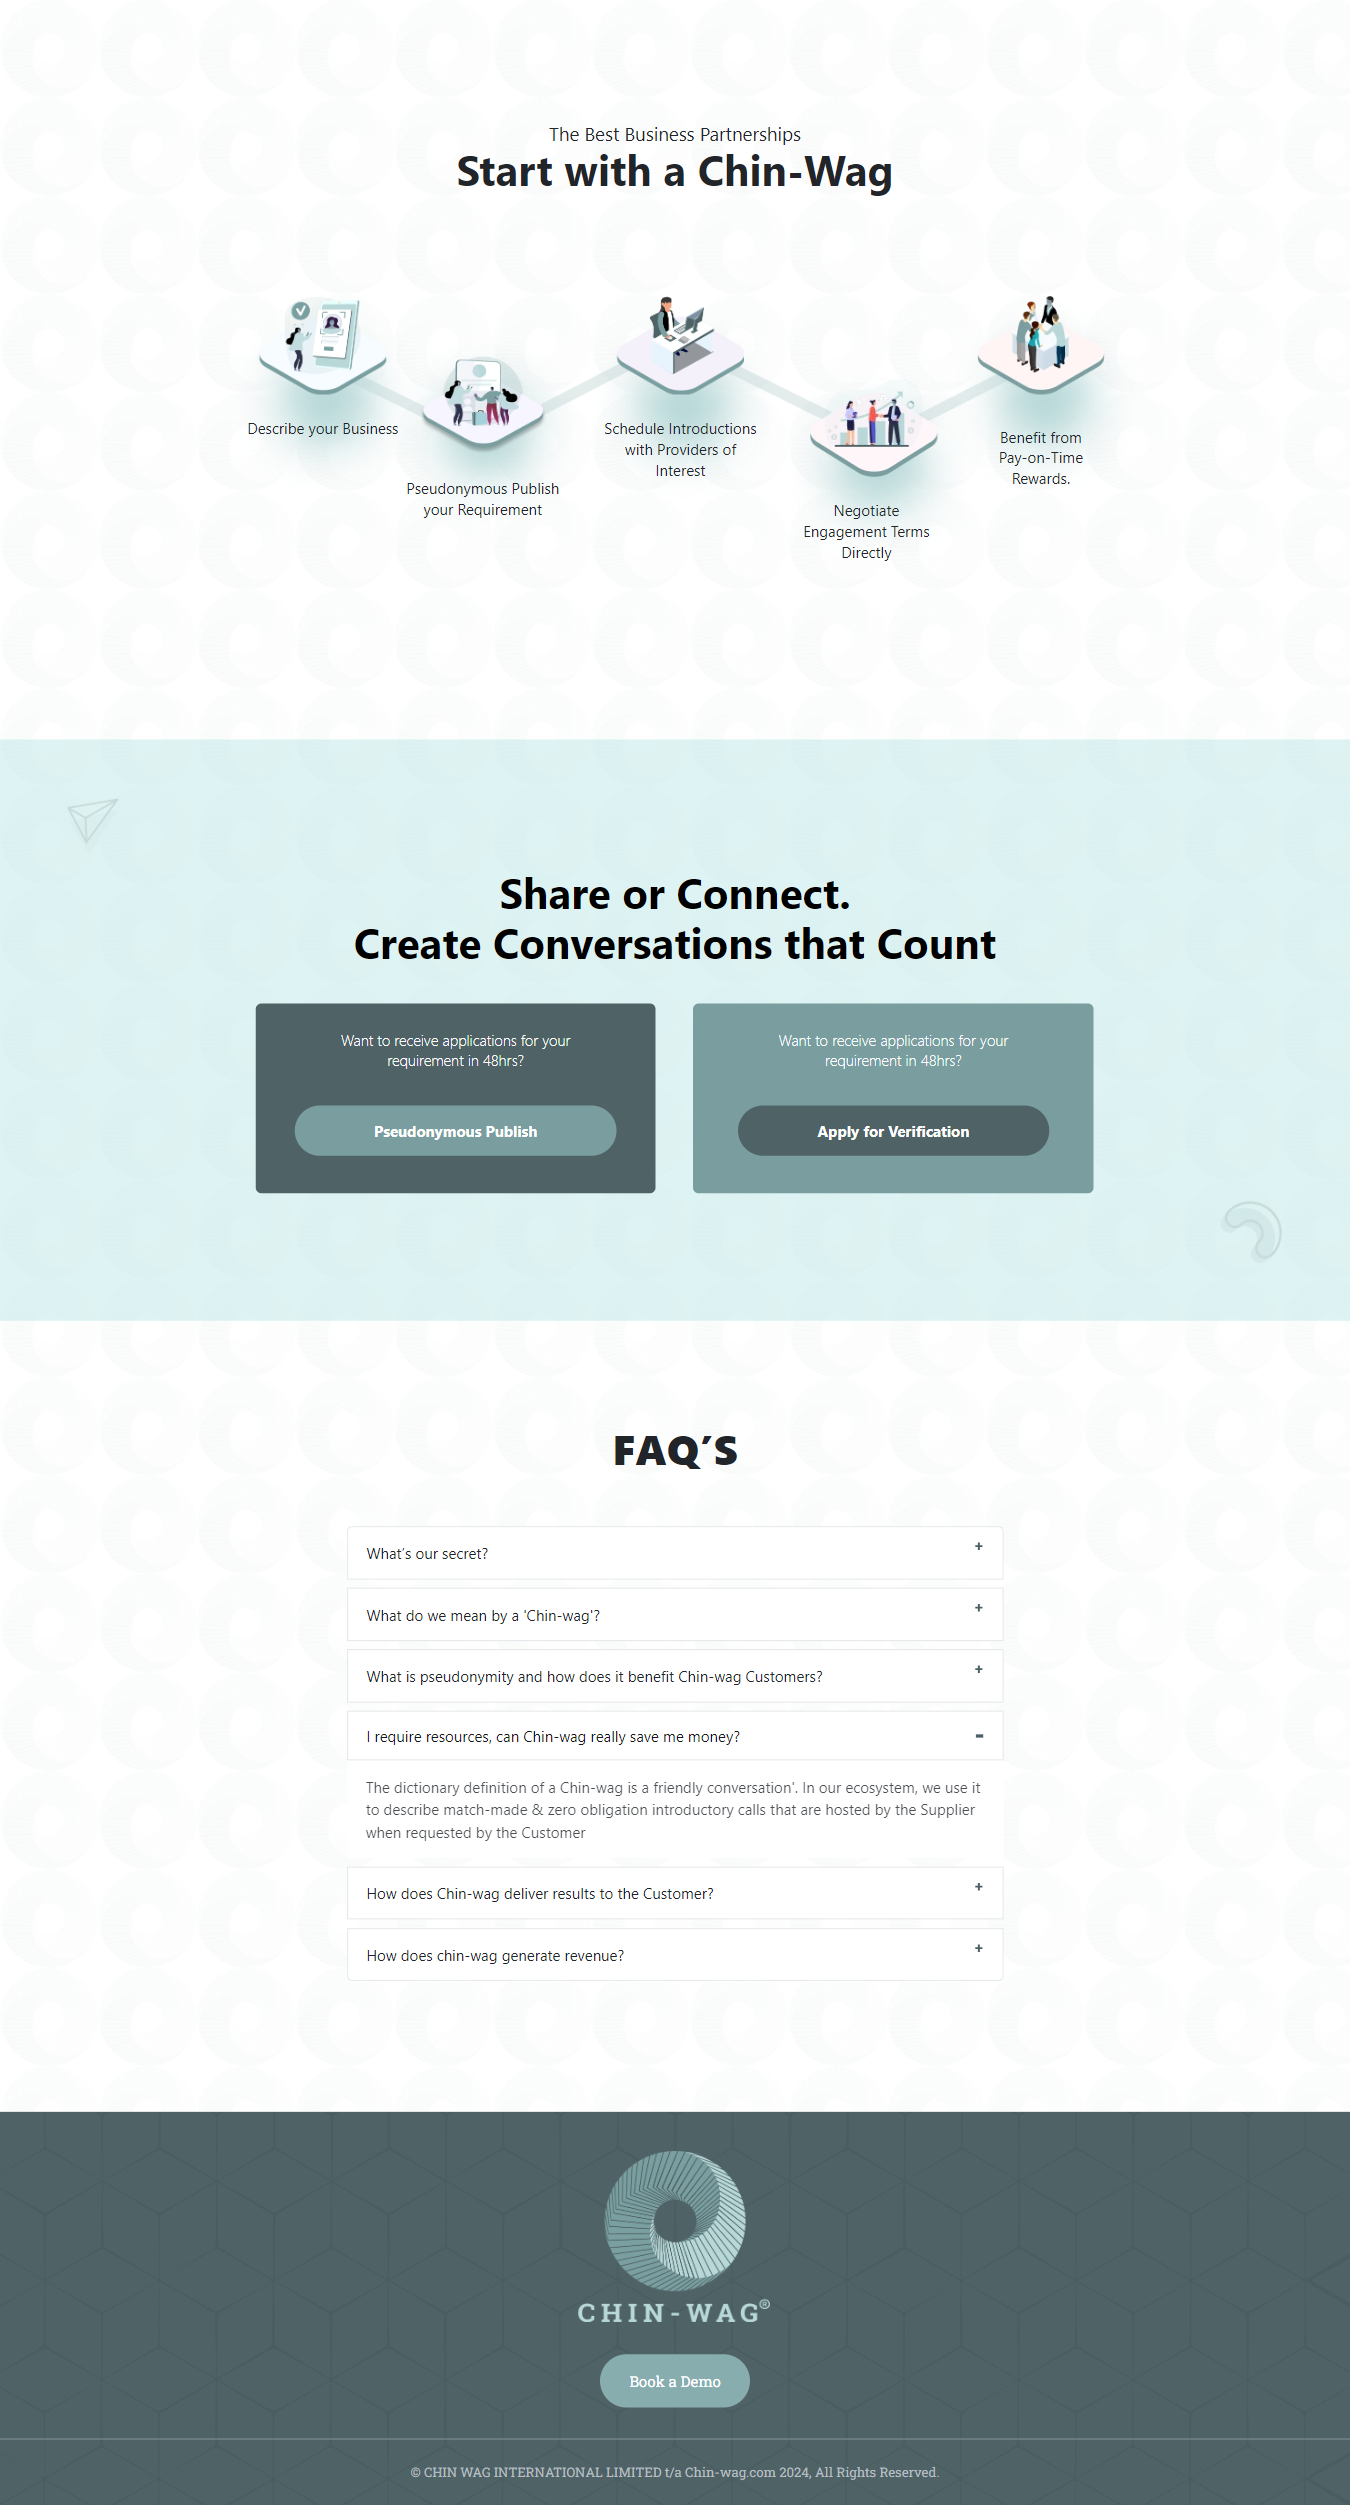 The Best Business Partnerships
Start with a Chin-Wag
Describe your Business
Pseudonymous Publish
your Requirement
Schedule Introductions
with Providers of
Interest
Negotiate
Engagement Terms
Directly
Benefit from
Pay-on-Time
Rewards.
Share or Connect.
Create Conversations that Count
Want to receive applications for your
requirement in 48hrs?
Pseudonymous Publish
Want to receive applications for your
requirement in 48hrs?
Apply for Verification
FAQ’S
What’s our secret?
+
What do we mean by a 'Chin-wag'?
+
What is pseudonymity and how does it benefit Chin-wag Customers?
+
I require resources, can Chin-wag really save me money?
-
The dictionary definition of a Chin-wag is a friendly conversation'. In our ecosystem, we use it
to describe match-made & zero obligation introductory calls that are hosted by the Supplier
when requested by the Customer
How does Chin-wag deliver results to the Customer?
+
How does chin-wag generate revenue?
+
CHIN-WAG®
Book a Demo
© CHIN WAG INTERNATIONAL LIMITED t/a Chin-wag.com 2024, All Rights Reserved.